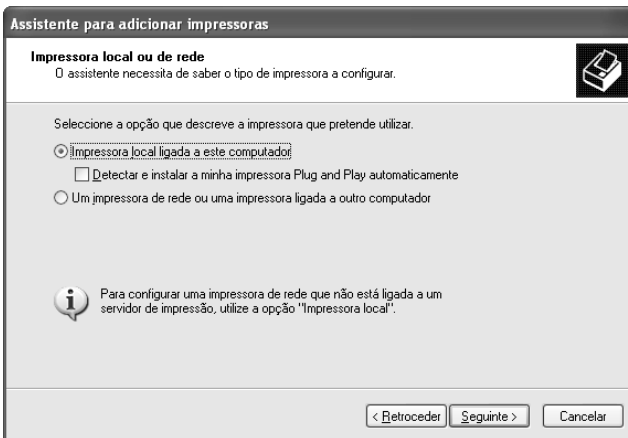 Assistente para adicionar impressoras
Impressora local ou de rede
O assistente necessita de saber o tipo de impressora a configurar.
Seleccione a opção que descreve a impressora que pretende utilizar.
Impressora local ligada a este computador
Detectar e instalar a minha impressora Plug and Play automaticamente
Um impressora de rede ou uma impressora ligada a outro computador
Para configurar uma impressora de rede que não está ligada a um
servidor de impressão, utilize a opção "Impressora local".
< Retroceder Seguinte > Cancelar